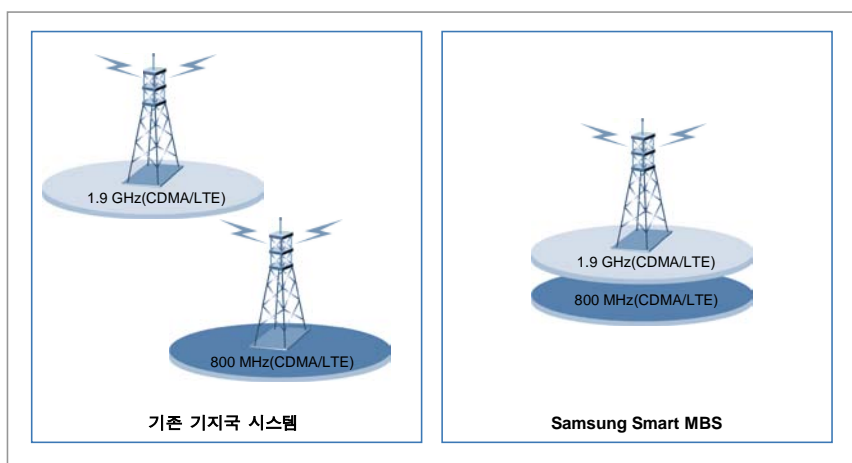 1.9 GHz(CDMA/LTE)
800 MHz(CDMA/LTE)
기존 기지국 시스템
1.9 GHz(CDMA/LTE)
800 MHz(CDMA/LTE)
Samsung Smart MBS